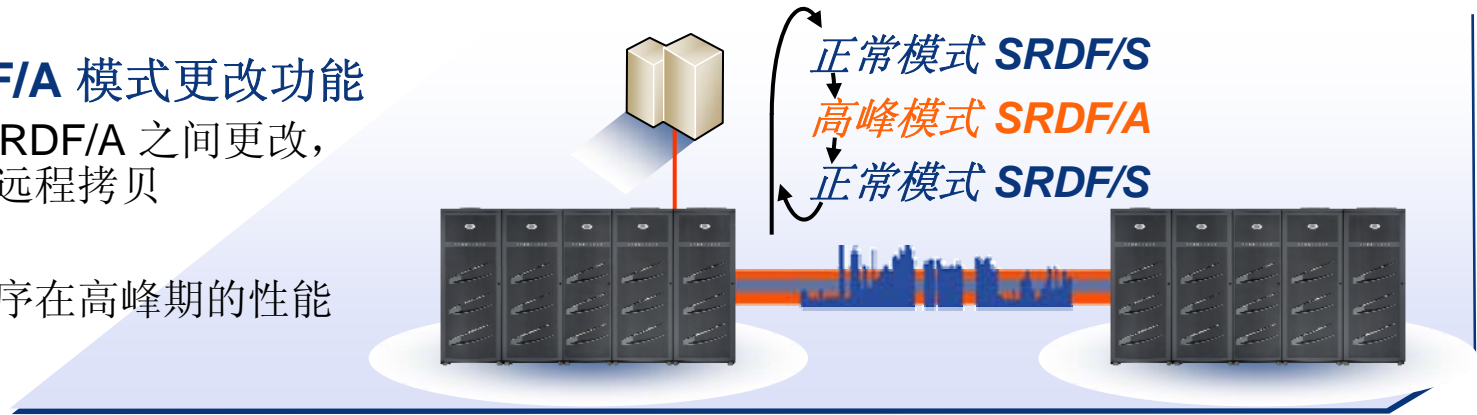 F/A 模式更改功能
RDF/A 之间更改，
远程拷贝
序在高峰期的性能
正常模式 SRDF/S
高峰模式 SRDF/A
正常模式 SRDF/S